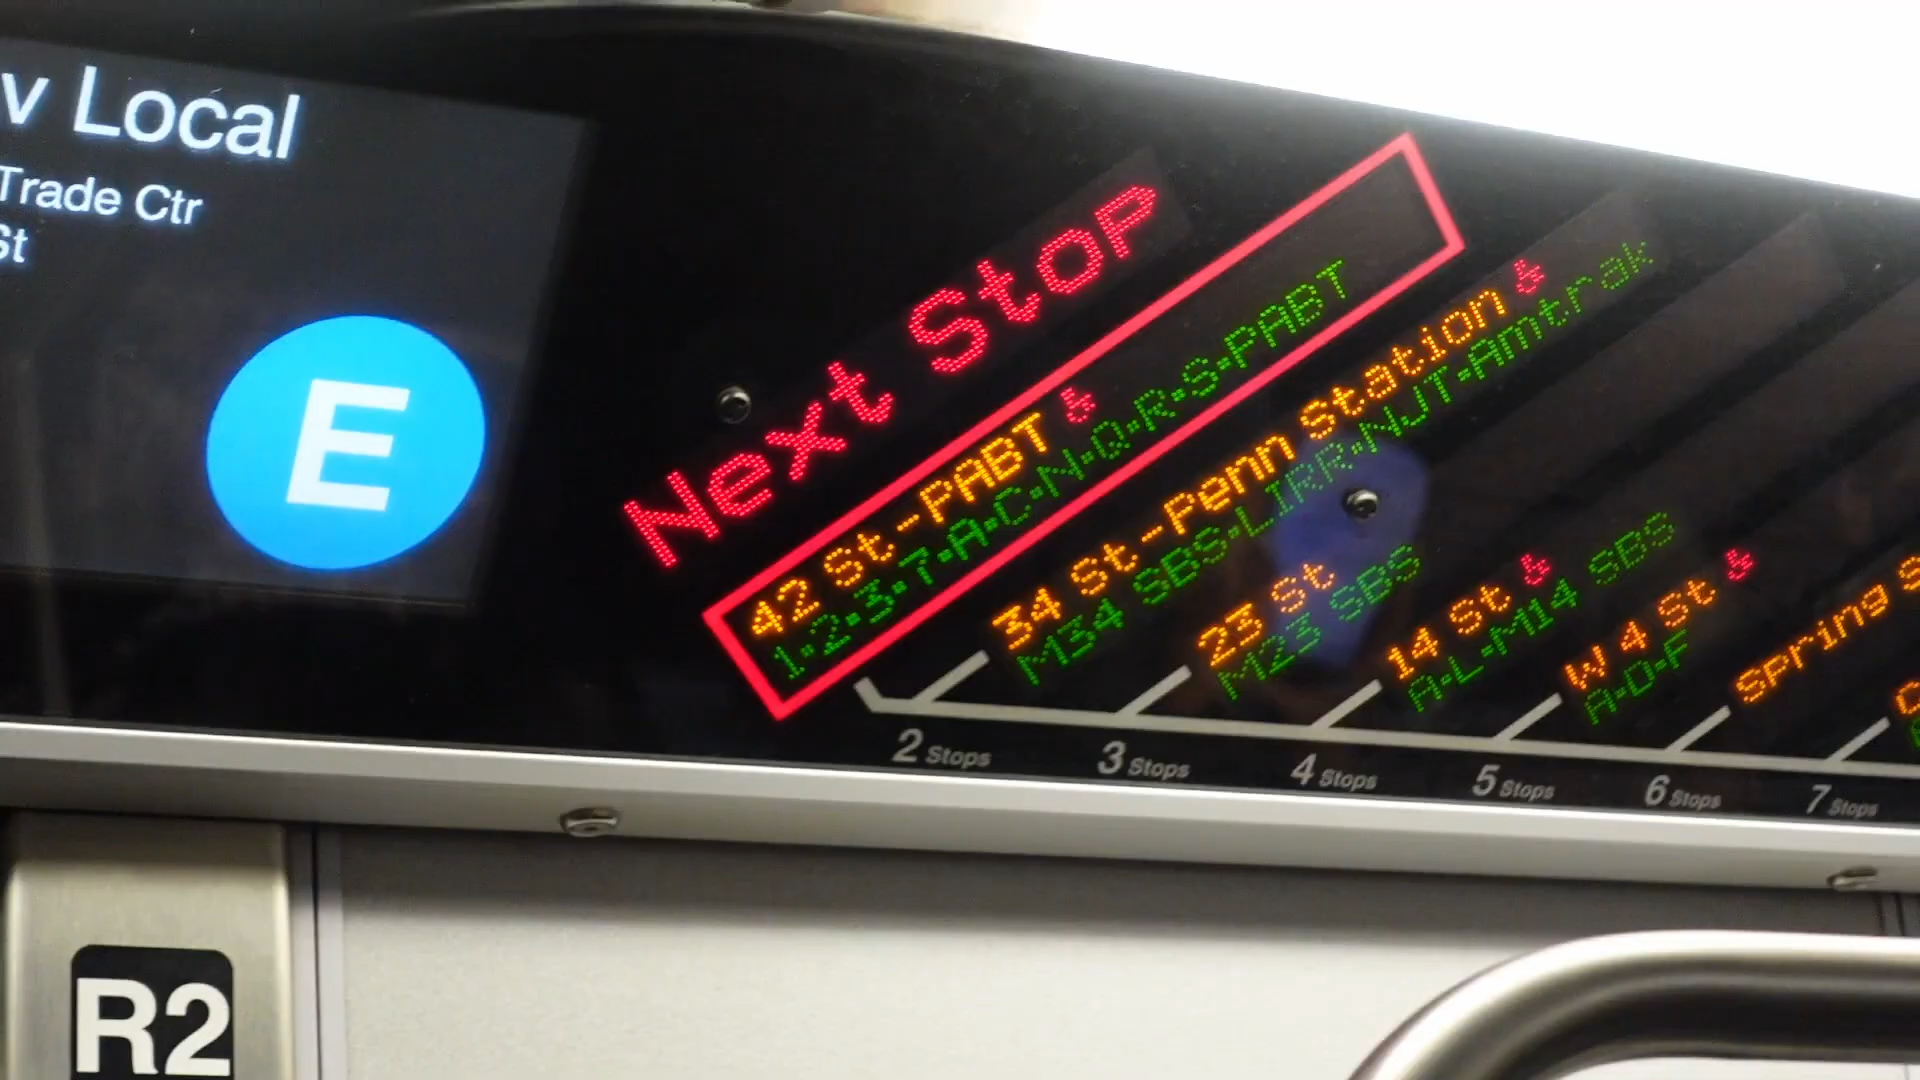 v Local
Trade Ctr
St
E
Next Stop
42 St-PABT
1•2•3•7•A•C•N•Q•R•S•PABT
34 St-Penn Station
M34 SBS•LIRR•NJT•Amtrak
23 St
M23 SBS
14 St
A•L•M14 SBS
W 4 St
A•D•F
Spring S
2 Stops
3 Stops
4 Stops
5 Stops
6 Stops
7 Stops
R2